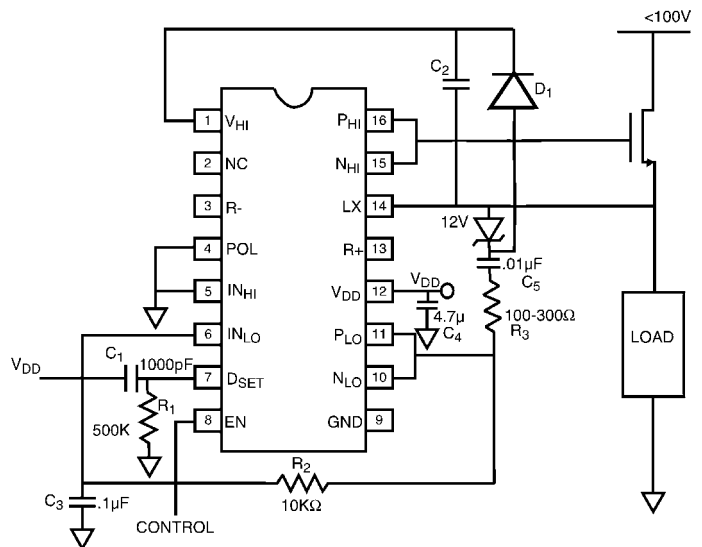 <100V
C2
D1
1 VHI
PHI 16
2 NC
NHI 15
3 R-
LX 14
12V
4 POL
R+ 13
.01µF
C5
5 INHI
VDD 12
VDD
4.7µ
C4
100-300Ω
R3
6 INLO
PLO 11
LOAD
VDD
C1
1000pF
7 DSET
NLO 10
R1
500K
8 EN
GND 9
R2
10KΩ
C3
.1µF
CONTROL